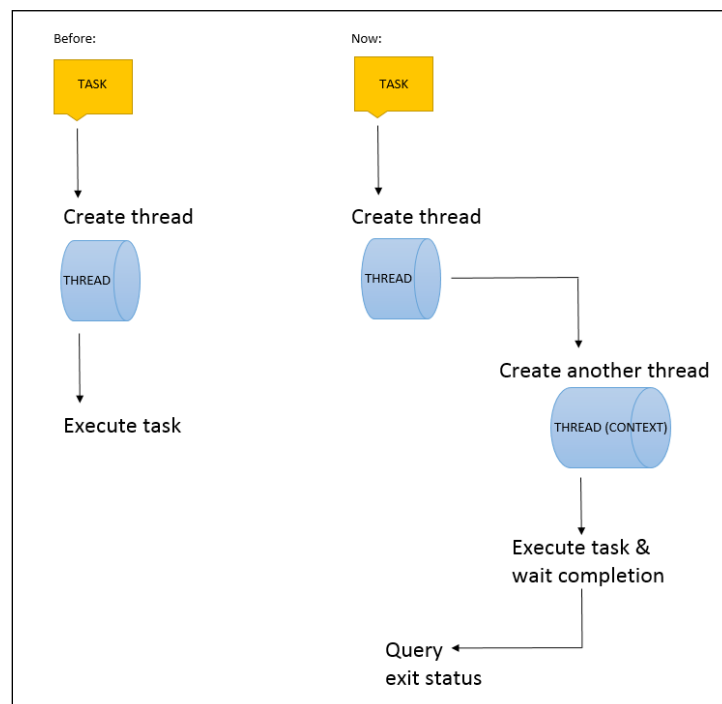 Before:
TASK
Create thread
THREAD
Execute task
Now:
TASK
Create thread
THREAD
Create another thread
THREAD (CONTEXT)
Execute task &
wait completion
Query
exit status